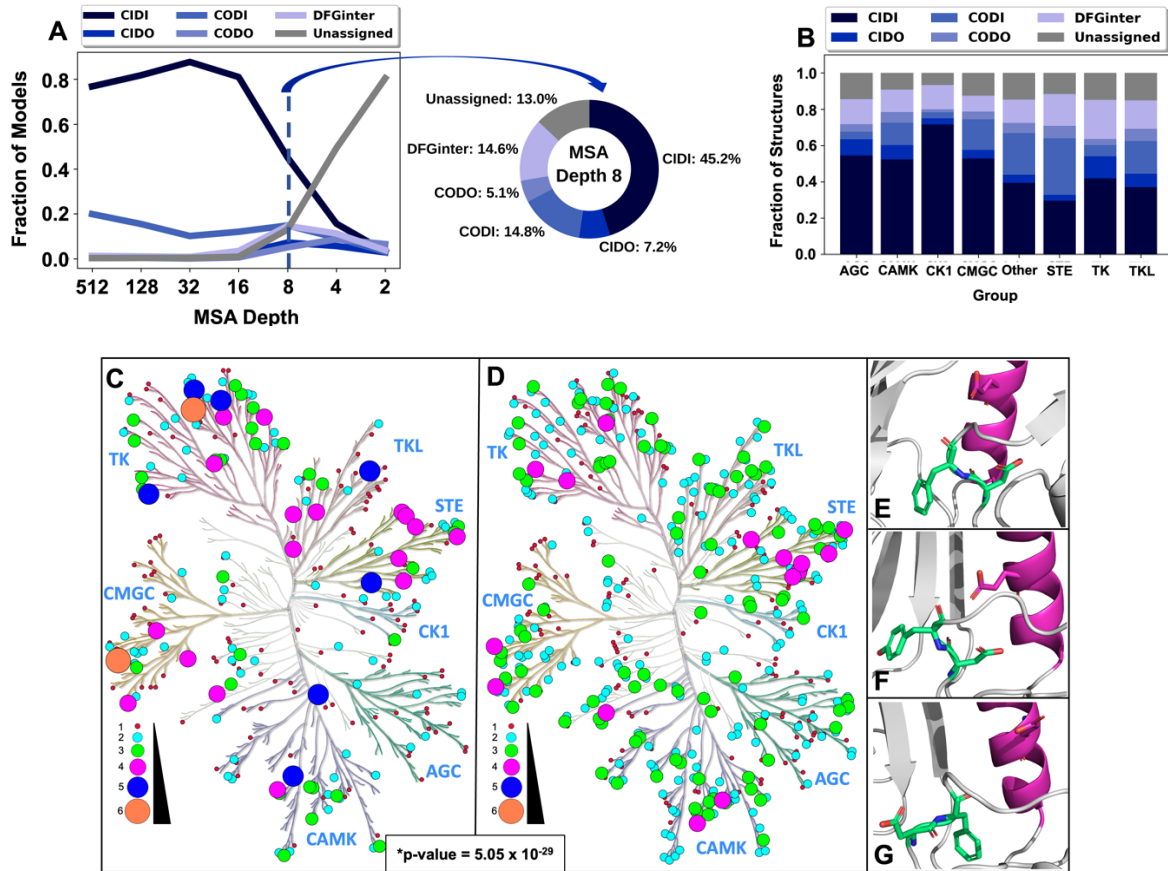 A
CIDI CODI DFGinter
CIDO CODO Unassigned
Fraction of Models
0.8
0.6
0.4
0.2
0.0
512 128 32 16 8 4 2
MSA Depth
Unassigned: 13.0%
DFGinter: 14.6%
CODO: 5.1%
CODI: 14.8%
CIDO: 7.2%
CIDI: 45.2%
MSA
Depth 8
B
CIDI CODI DFGinter
CIDO CODO Unassigned
Fraction of Structures
1.0
0.8
0.6
0.4
0.2
0.0
AGC CAMK CK1 CMGC Other STE TK TKL
Group
C
TK
TKL
STE
CMGC
CK1
AGC
CAMK
1
2
3
4
5
6
D
TK
TKL
STE
CMGC
CK1
AGC
CAMK
1
2
3
4
5
6
*p-value = 5.05 x 10-29
E
F
G